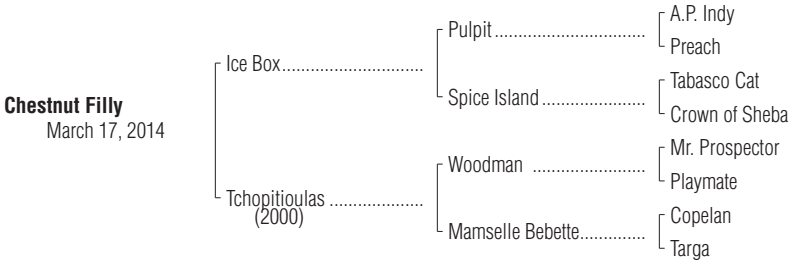 A.P. Indy
Pulpit
Preach
Ice Box
Tabasco Cat
Spice Island
Crown of Sheba
Chestnut Filly
March 17, 2014
Mr. Prospector
Woodman
Playmate
Tchopitioulas
(2000)
Copelan
Mamselle Bebette
Targa